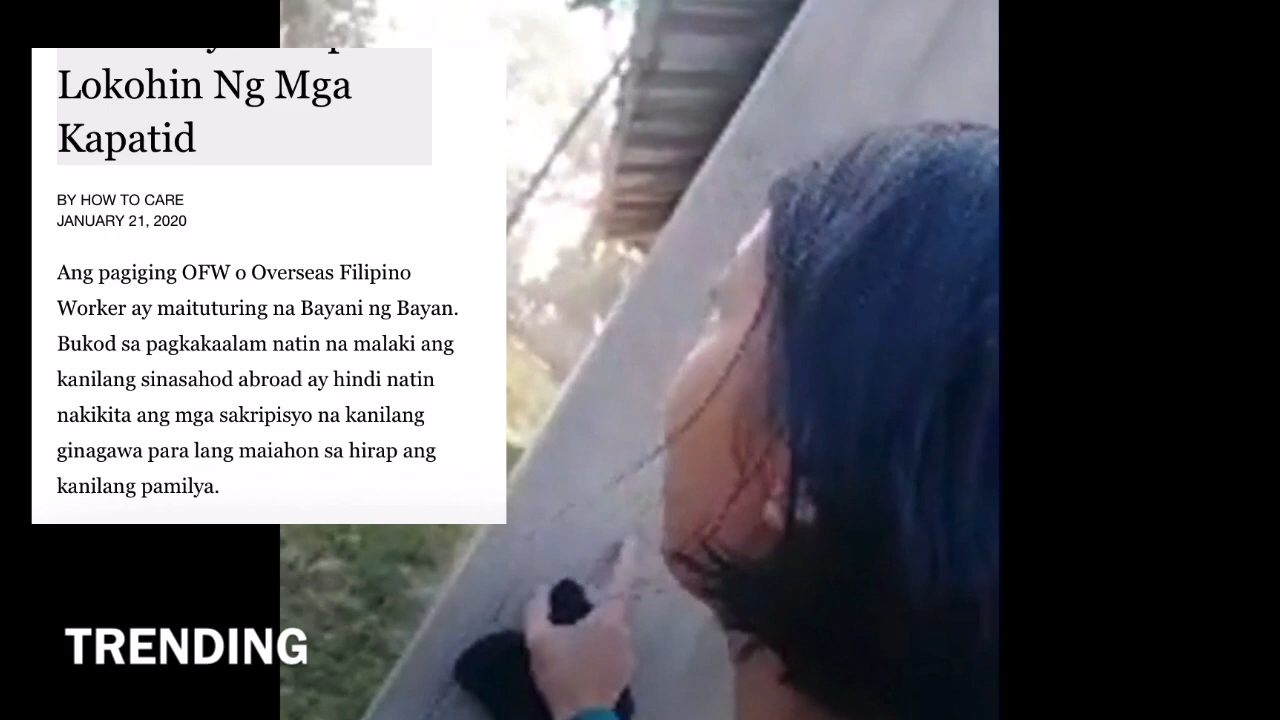 Lokohin Ng Mga
Kapatid
BY HOW TO CARE
JANUARY 21, 2020
Ang pagiging OFW o Overseas Filipino
Worker ay maituturing na Bayani ng Bayan.
Bukod sa pagkakaalam natin na malaki ang
kanilang sinasahod abroad ay hindi natin
nakikita ang mga sakripisyo na kanilang
ginagawa para lang maiahon sa hirap ang
kanilang pamilya.
TRENDING